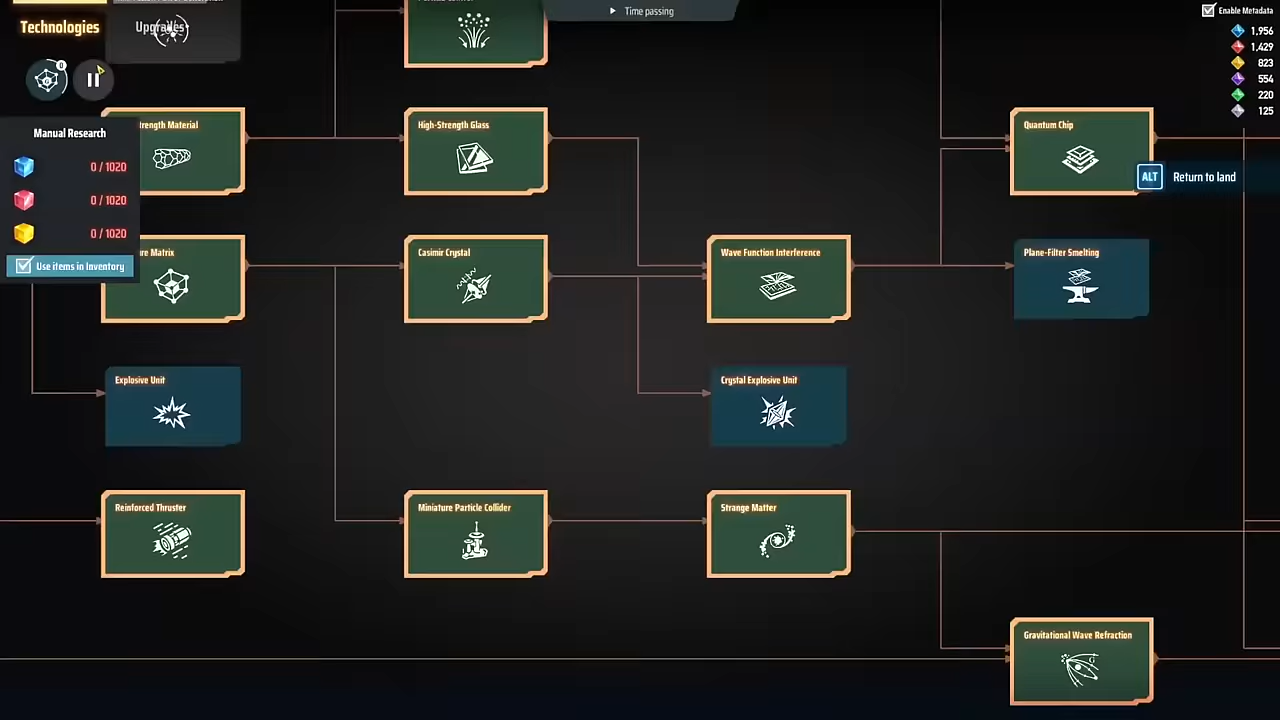 Technologies
Upgrades
Time passing
Enable Metadata
1,956
1,429
823
554
220
125
Manual Research
0 / 1020
0 / 1020
0 / 1020
Use items in Inventory
High-Strength Glass
Quantum Chip
ALT Return to land
Casimir Crystal
Wave Function Interference
Plane-Filter Smelting
Explosive Unit
Crystal Explosive Unit
Reinforced Thruster
Miniature Particle Collider
Strange Matter
Gravitational Wave Refraction
0
Material
Matrix